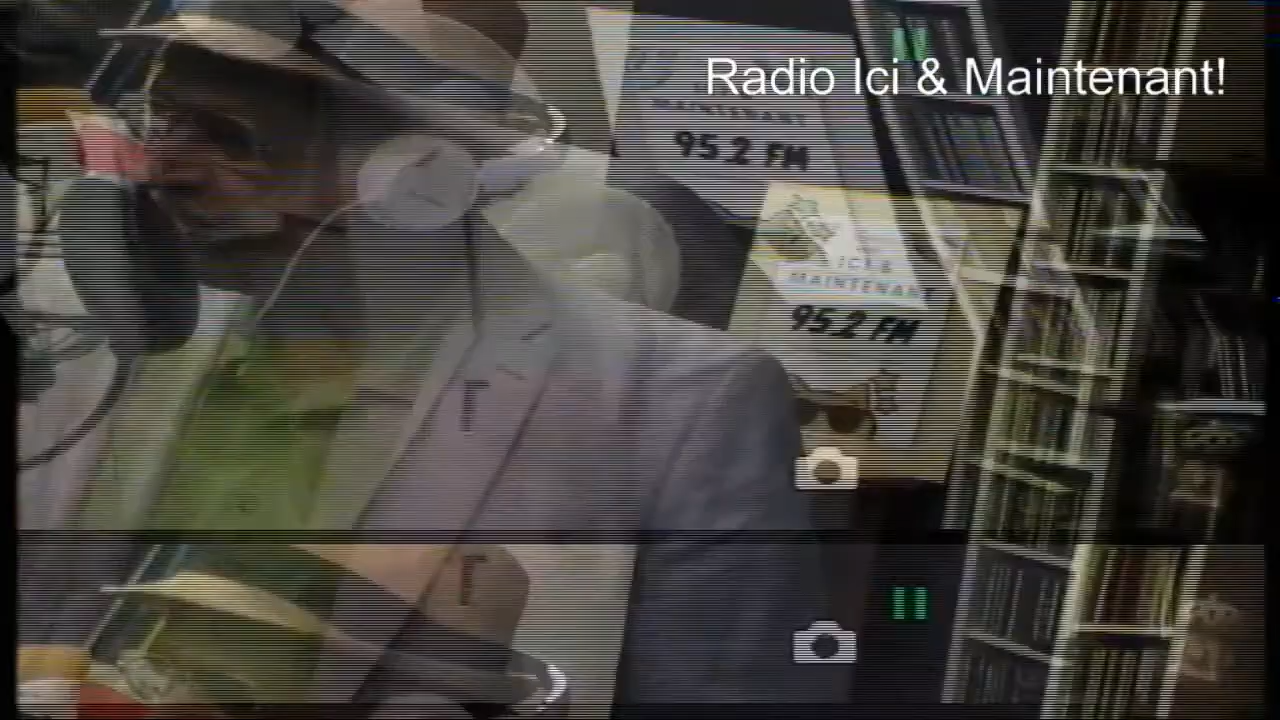 Radio Ici & Maintenant!
MAINTENANT
95.2 FM
ICI &
MAINTENANT
95.2 FM
T
T